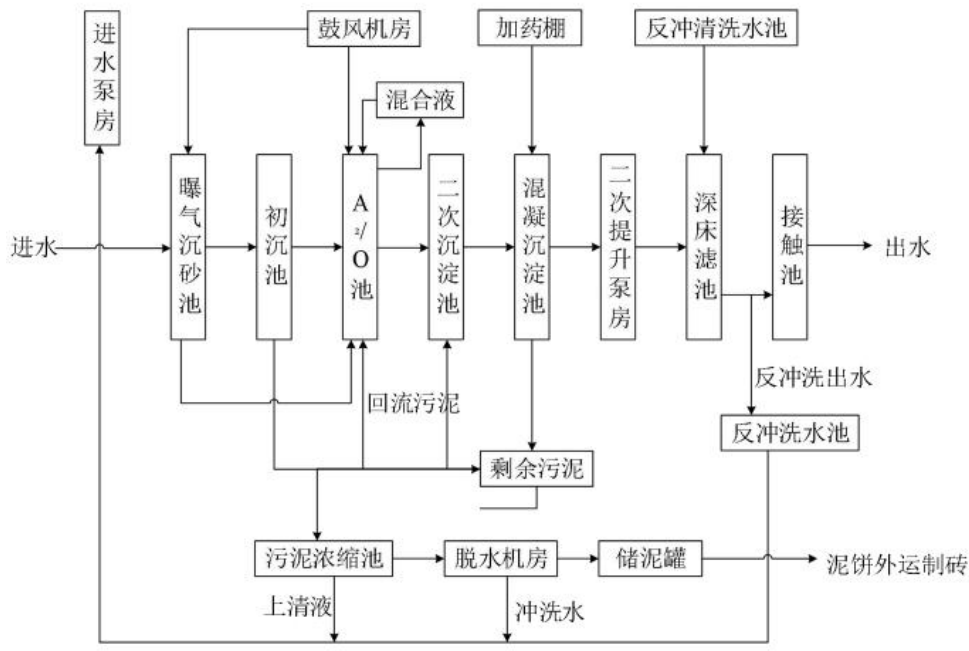 进水泵房
鼓风机房
加药棚
反冲清洗水池
混合液
进水
曝气沉砂池
初沉池
A²/O池
二次沉淀池
混凝沉淀池
二次提升泵房
深床滤池
接触池
出水
回流污泥
反冲洗出水
反冲洗水池
剩余污泥
污泥浓缩池
脱水机房
储泥罐
泥饼外运制砖
上清液
冲洗水